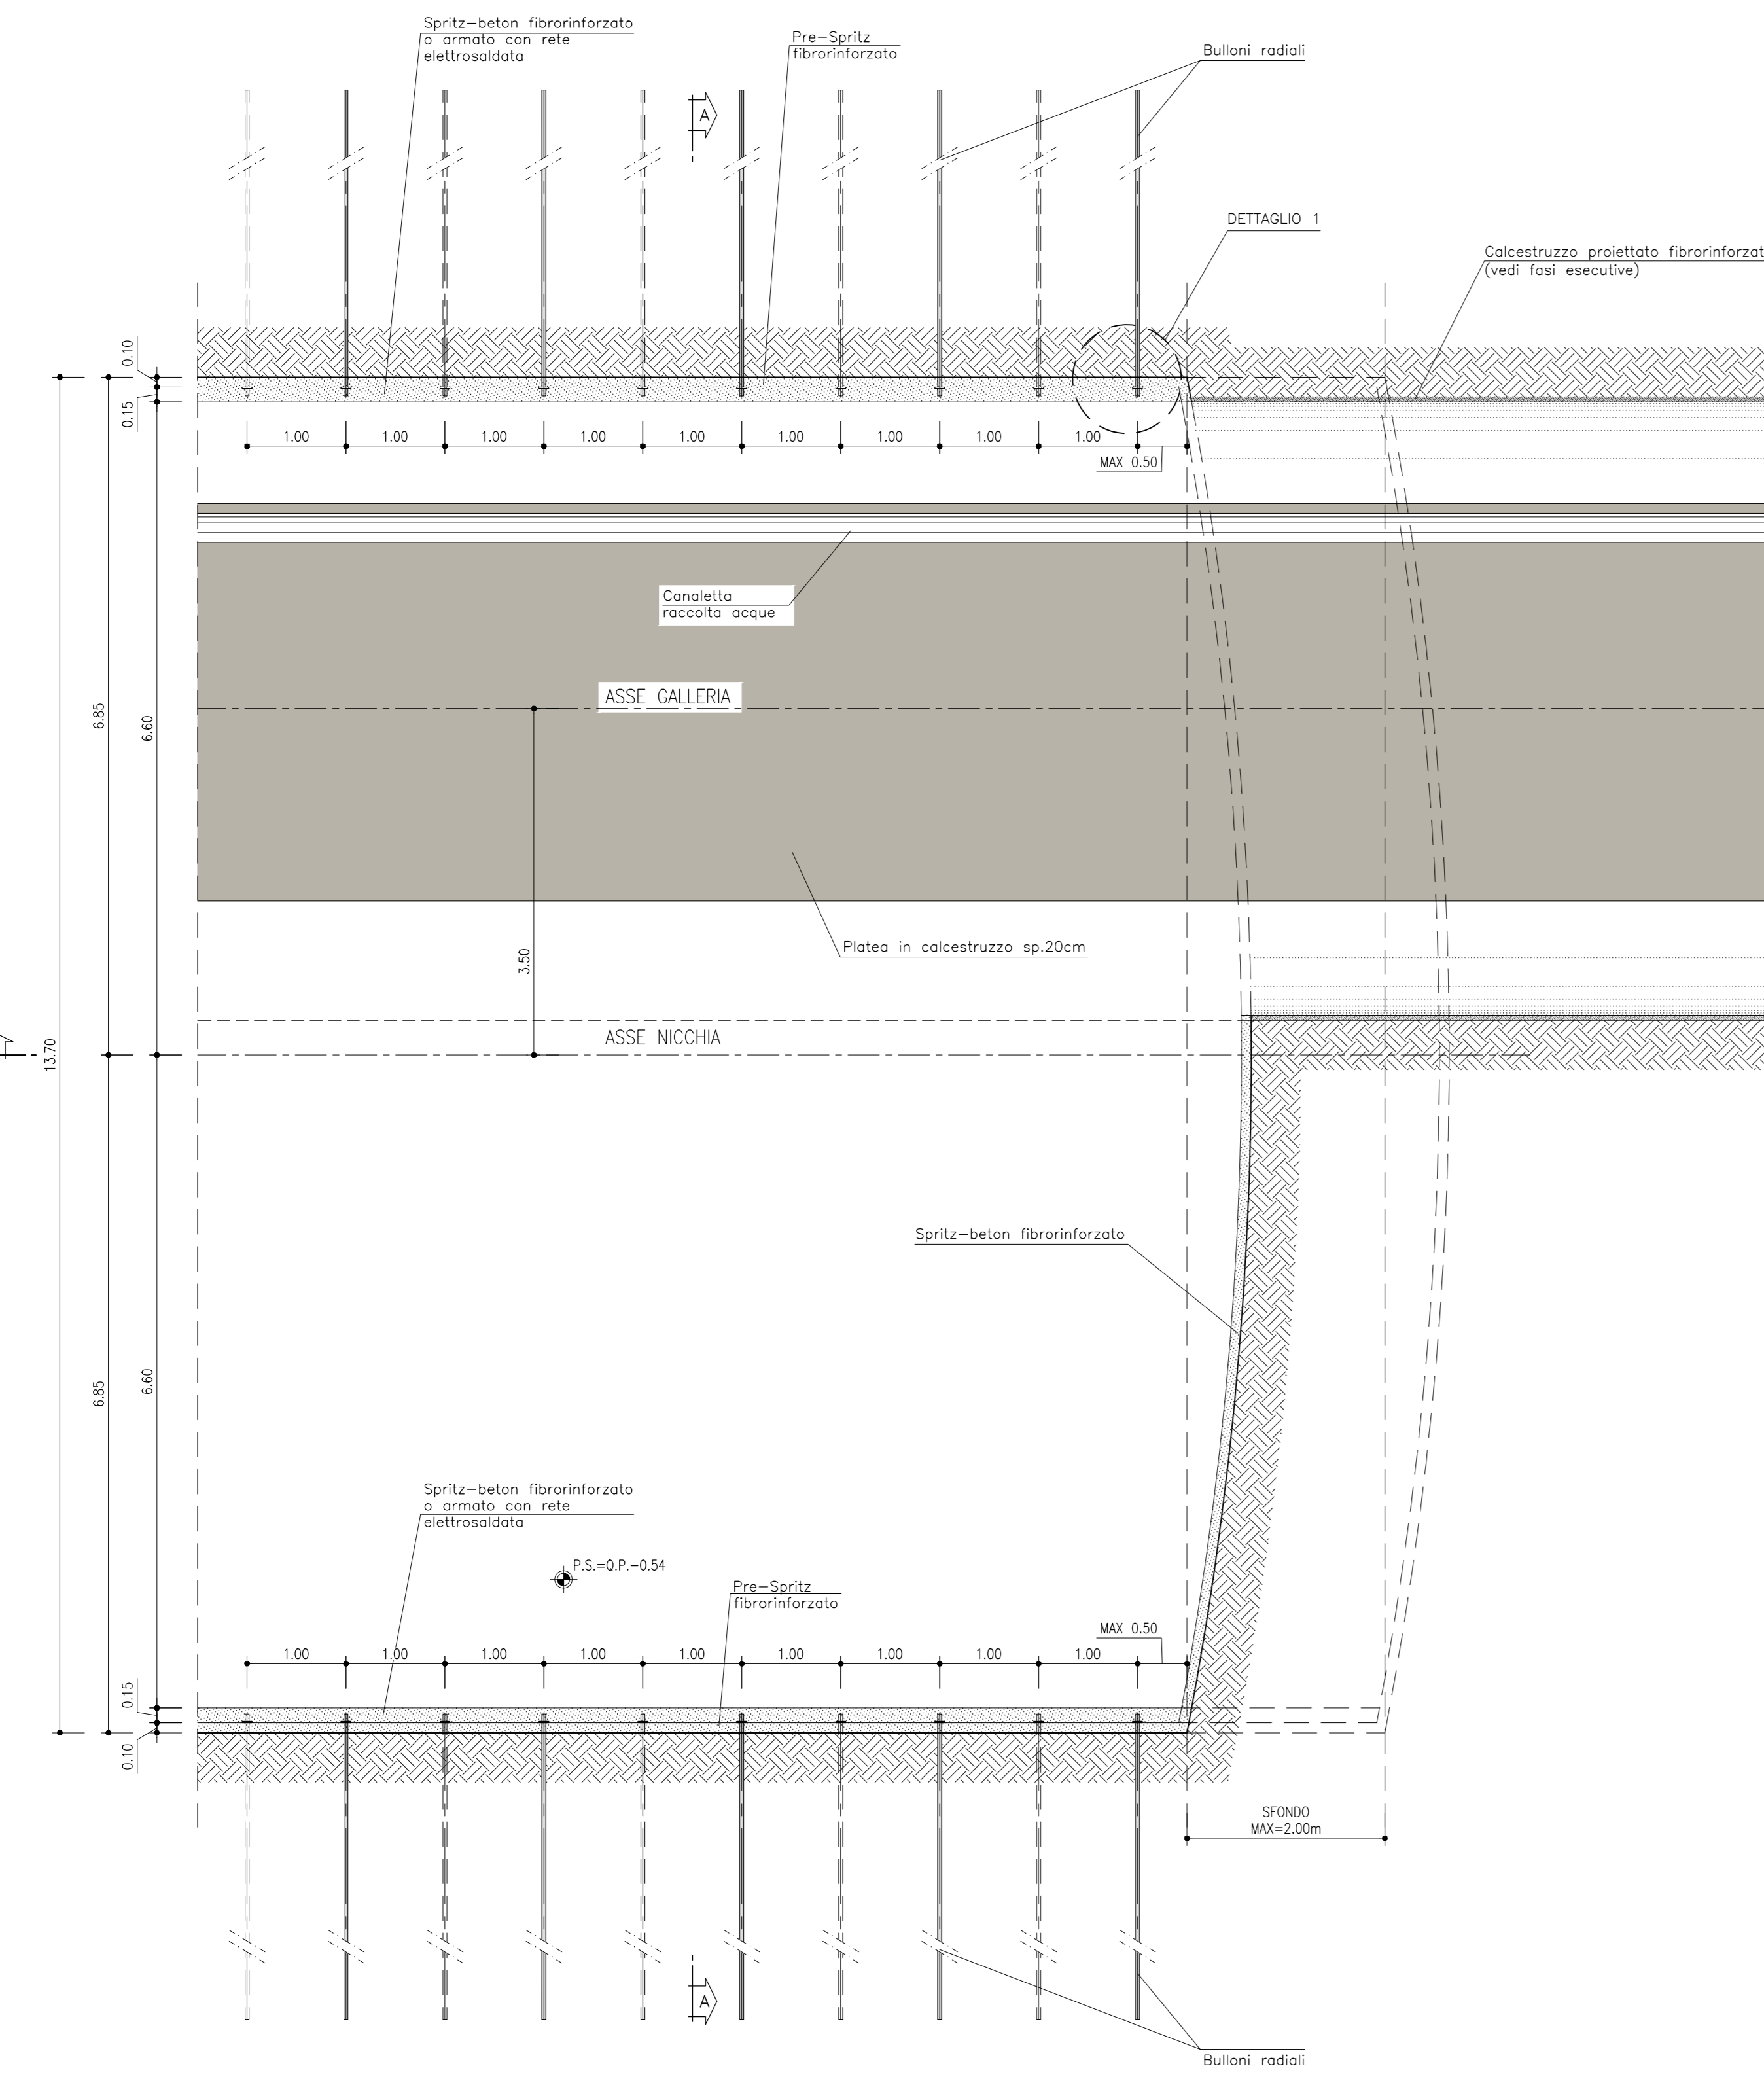 Spritz-beton fibrorinforzato
o armato con rete
elettrosaldata
Pre-Spritz
fibrorinforzato
Bulloni radiali
A
DETTAGLIO 1
Calcestruzzo proiettato fibrorinforzat
(vedi fasi esecutive)
0.10
0.15
1.00 1.00 1.00 1.00 1.00 1.00 1.00 1.00 1.00
MAX 0.50
Canaletta
raccolta acque
ASSE GALLERIA
6.85
6.60
3.50
Platea in calcestruzzo sp.20cm
ASSE NICCHIA
13.70
Spritz-beton fibrorinforzato
6.85
6.60
Spritz-beton fibrorinforzato
o armato con rete
elettrosaldata
P.S.=Q.P.-0.54
Pre-Spritz
fibrorinforzato
MAX 0.50
1.00 1.00 1.00 1.00 1.00 1.00 1.00 1.00 1.00
0.15
0.10
SFONDO
MAX=2.00m
A
Bulloni radiali